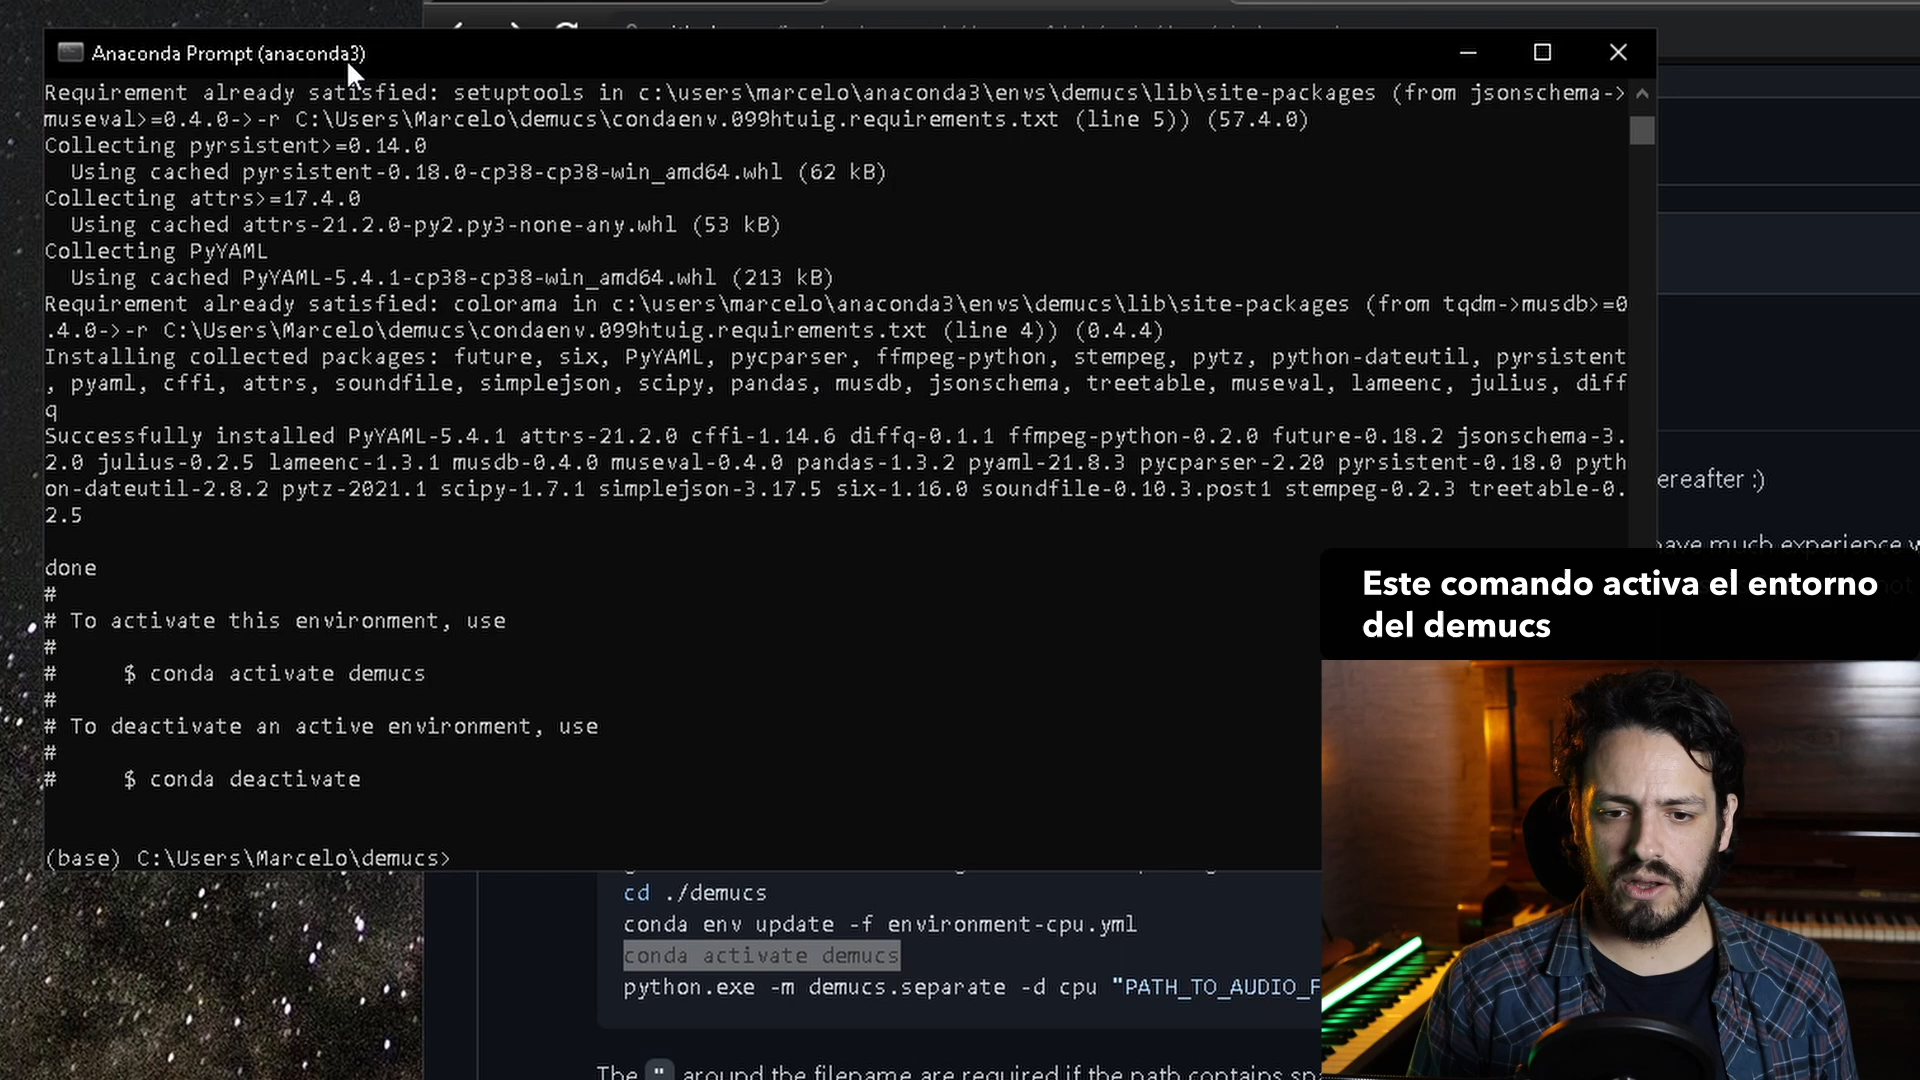 Anaconda Prompt (anaconda3)
Requirement already satisfied: setuptools in c:\users\marcelo\anaconda3\envs\demucs\lib\site-packages (from jsonschema->
museval>=0.4.0->-r C:\Users\Marcelo\demucs\condaenv.099htuig.requirements.txt (line 5)) (57.4.0)
Collecting pyrsistent>=0.14.0
  Using cached pyrsistent-0.18.0-cp38-cp38-win_amd64.whl (62 kB)
Collecting attrs>=17.4.0
  Using cached attrs-21.2.0-py2.py3-none-any.whl (53 kB)
Collecting PyYAML
  Using cached PyYAML-5.4.1-cp38-cp38-win_amd64.whl (213 kB)
Requirement already satisfied: colorama in c:\users\marcelo\anaconda3\envs\demucs\lib\site-packages (from tqdm->musdb>=0
.4.0->-r C:\Users\Marcelo\demucs\condaenv.099htuig.requirements.txt (line 4)) (0.4.4)
Installing collected packages: future, six, PyYAML, pycparser, ffmpeg-python, stempeg, pytz, python-dateutil, pyrsistent
, pyaml, cffi, attrs, soundfile, simplejson, scipy, pandas, musdb, jsonschema, treetable, museval, lameenc, julius, diff
q
Successfully installed PyYAML-5.4.1 attrs-21.2.0 cffi-1.14.6 diffq-0.1.1 ffmpeg-python-0.2.0 future-0.18.2 jsonschema-3.
2.0 julius-0.2.5 lameenc-1.3.1 musdb-0.4.0 museval-0.4.0 pandas-1.3.2 pyaml-21.8.3 pycparser-2.20 pyrsistent-0.18.0 pyth
on-dateutil-2.8.2 pytz-2021.1 scipy-1.7.1 simplejson-3.17.5 six-1.16.0 soundfile-0.10.3.post1 stempeg-0.2.3 treetable-0.
2.5
done
#
# To activate this environment, use
#
#     $ conda activate demucs
#
# To deactivate an active environment, use
#
#     $ conda deactivate
(base) C:\Users\Marcelo\demucs>
ereafter :)
have much experience
Este comando activa el entorno
del demucs
cd ./demucs
conda env update -f environment-cpu.yml
conda activate demucs
python.exe -m demucs.separate -d cpu "PATH_TO_AUDIO_F
The " around the filename are required if the path contains